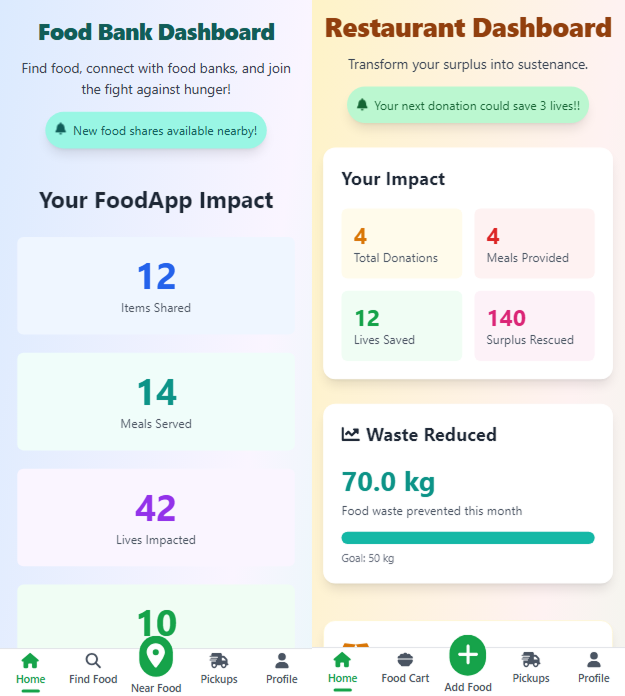 Food Bank Dashboard
Find food, connect with food banks, and join
the fight against hunger!
New food shares available nearby!
Your FoodApp Impact
12
Items Shared
14
Meals Served
42
Lives Impacted
10
Home
Find Food
Near Food
Pickups
Profile
Restaurant Dashboard
Transform your surplus into sustenance.
Your next donation could save 3 lives!!
Your Impact
4
Total Donations
4
Meals Provided
12
Lives Saved
140
Surplus Rescued
Waste Reduced
70.0 kg
Food waste prevented this month
Goal: 50 kg
Home
Food Cart
Add Food
Pickups
Profile